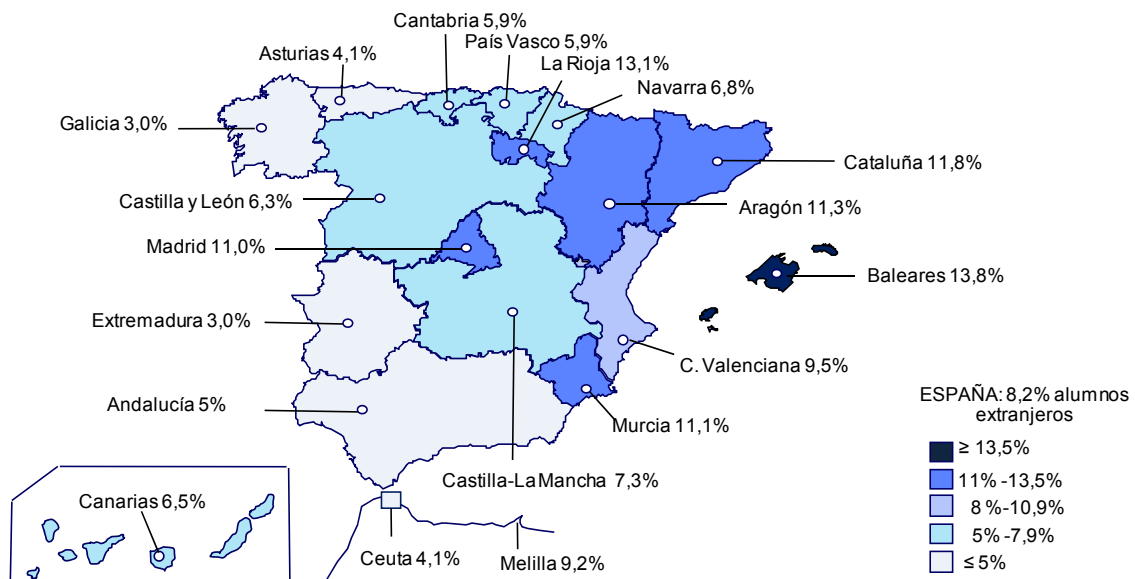 Cantabria 5,9%
País Vasco 5,9%
Asturias 4,1%
La Rioja 13,1%
Navarra 6,8%
Galicia 3,0%
Cataluña 11,8%
Castilla y León 6,3%
Aragón 11,3%
Madrid 11,0%
Baleares 13,8%
Extremadura 3,0%
C. Valenciana 9,5%
Andalucía 5%
Murcia 11,1%
ESPAÑA: 8,2% alumnos
extranjeros
≥ 13,5%
11% -13,5%
8 %-10,9%
5% -7,9%
≤ 5%
Castilla-La Mancha 7,3%
Canarias 6,5%
Ceuta 4,1%
Melilla 9,2%